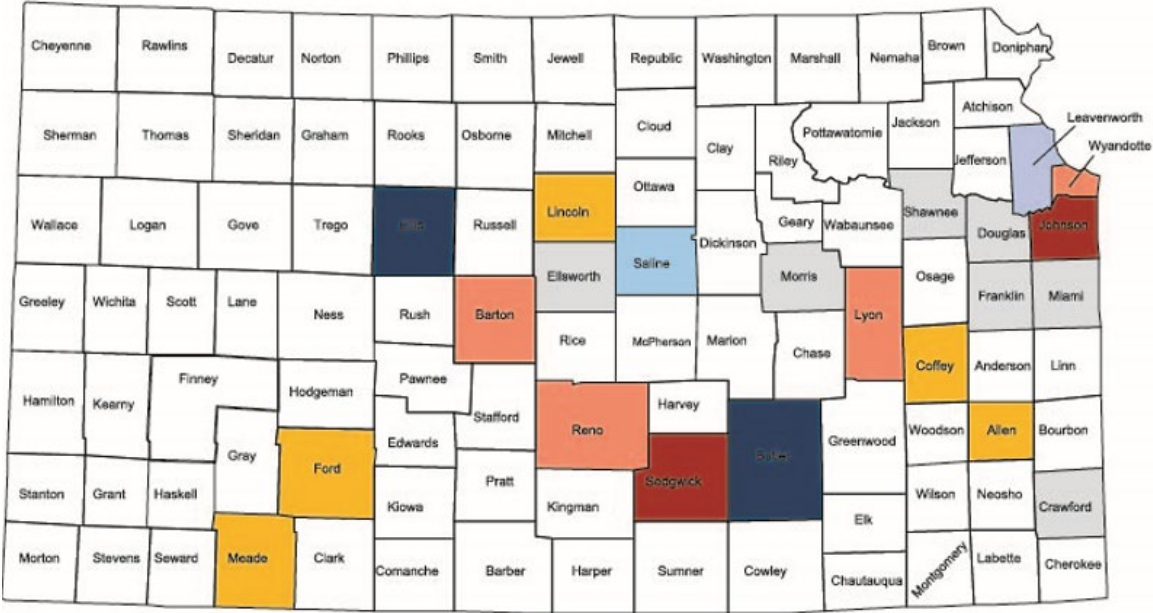 Cheyenne
Rawlins
Decatur
Norton
Phillips
Smith
Jewell
Republic
Washington
Marshall
Nemaha
Brown
Doniphan
Sherman
Thomas
Sheridan
Graham
Rooks
Osborne
Mitchell
Cloud
Clay
Riley
Pottawatomie
Jackson
Atchison
Jefferson
Leavenworth
Wyandotte
Wallace
Logan
Gove
Trego
Ellis
Russell
Lincoln
Ottawa
Saline
Dickinson
Geary
Wabaunsee
Shawnee
Douglas
Johnson
Ellsworth
Morris
Osage
Franklin
Miami
Greeley
Wichita
Scott
Lane
Ness
Rush
Barton
Rice
McPherson
Marion
Chase
Lyon
Coffey
Anderson
Linn
Hamilton
Kearny
Finney
Hodgeman
Pawnee
Stafford
Reno
Harvey
Butler
Greenwood
Woodson
Allen
Bourbon
Gray
Ford
Edwards
Pratt
Kingman
Sedgwick
Stanton
Grant
Haskell
Kiowa
Elk
Wilson
Neosho
Crawford
Morton
Stevens
Seward
Meade
Clark
Comanche
Barber
Harper
Sumner
Cowley
Chautauqua
Montgomery
Labette
Cherokee